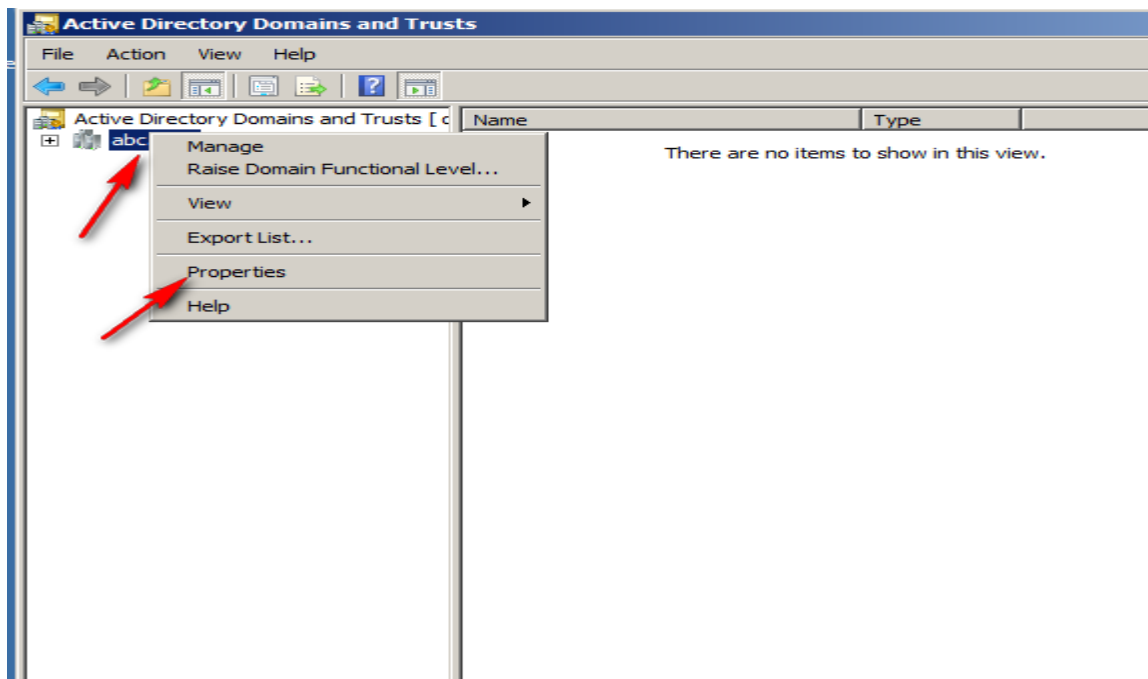 Active Directory Domains and Trusts
File Action View Help
Active Directory Domains and Trusts [
Name Type
abc
There are no items to show in this view.
Manage
Raise Domain Functional Level...
View
Export List...
Properties
Help